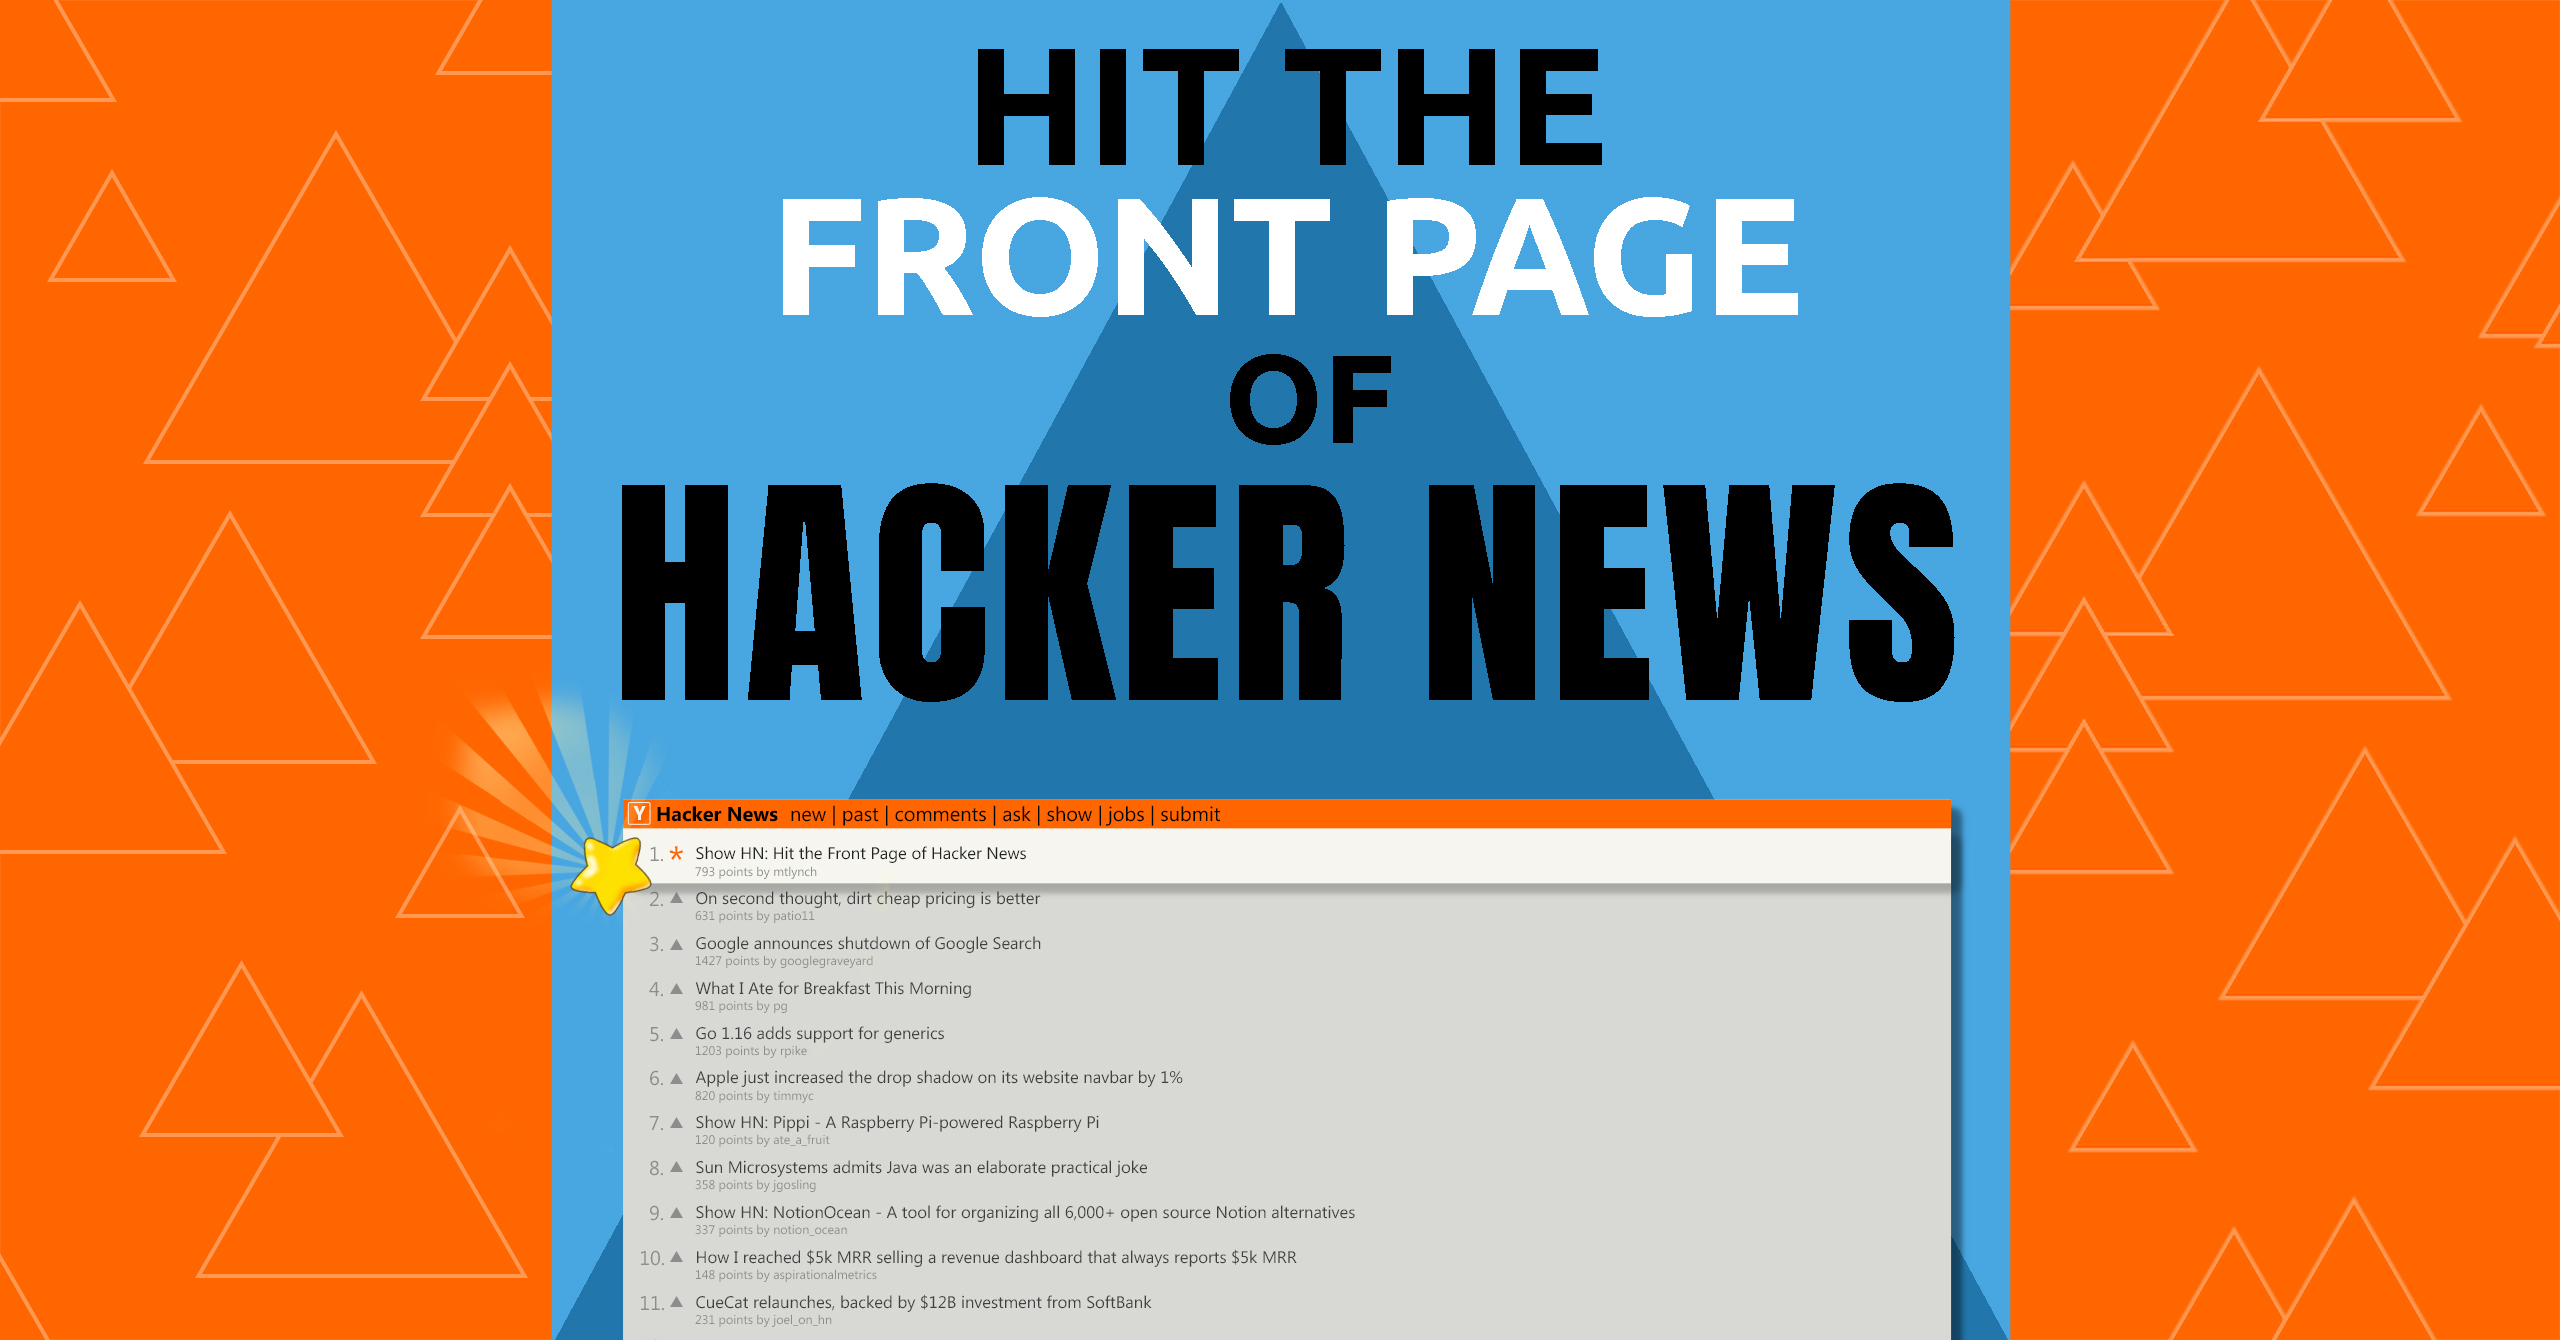 HIT THE
FRONT PAGE
OF
HACKER NEWS
Y Hacker News new | past | comments | ask | show | jobs | submit
1. * Show HN: Hit the Front Page of Hacker News
793 points by mtlynch
2. ▲ On second thought, dirt cheap pricing is better
631 points by patio11
3. ▲ Google announces shutdown of Google Search
1427 points by googlegraveyard
4. ▲ What I Ate for Breakfast This Morning
981 points by pg
5. ▲ Go 1.16 adds support for generics
1203 points by rpike
6. ▲ Apple just increased the drop shadow on its website navbar by 1%
820 points by timmyc
7. ▲ Show HN: Pippi - A Raspberry Pi-powered Raspberry Pi
120 points by ate_a_fruit
8. ▲ Sun Microsystems admits Java was an elaborate practical joke
358 points by jgosling
9. ▲ Show HN: NotionOcean - A tool for organizing all 6,000+ open source Notion alternatives
337 points by notion_ocean
10. ▲ How I reached $5k MRR selling a revenue dashboard that always reports $5k MRR
148 points by aspirationalmetrics
11. ▲ CueCat relaunches, backed by $12B investment from SoftBank
231 points by joel_on_hn